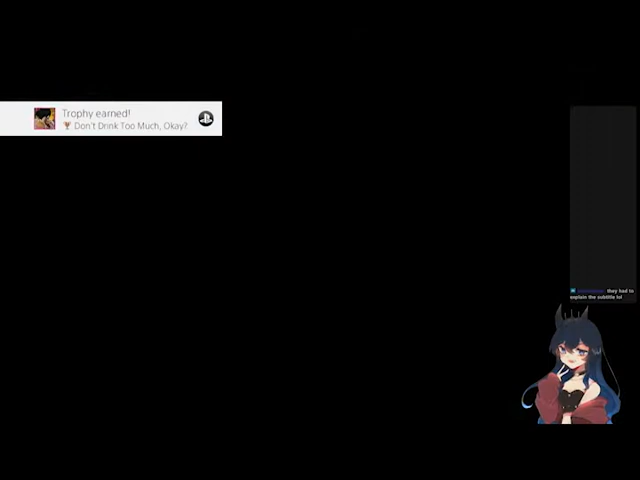 Trophy earned!
Don't Drink Too Much, Okay?
they had to
explain the subtitle lol